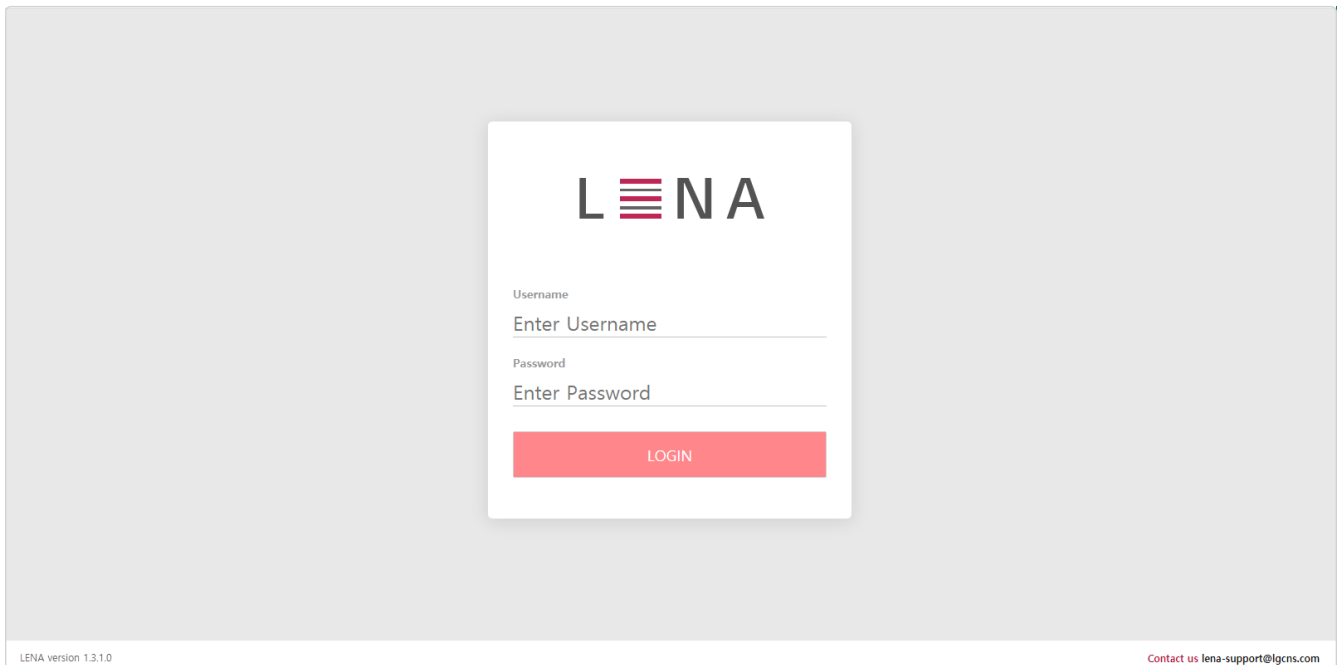 LENA
Username
Enter Username
Password
Enter Password
LOGIN
LENA version 1.3.1.0
Contact us lena-support@lgcns.com